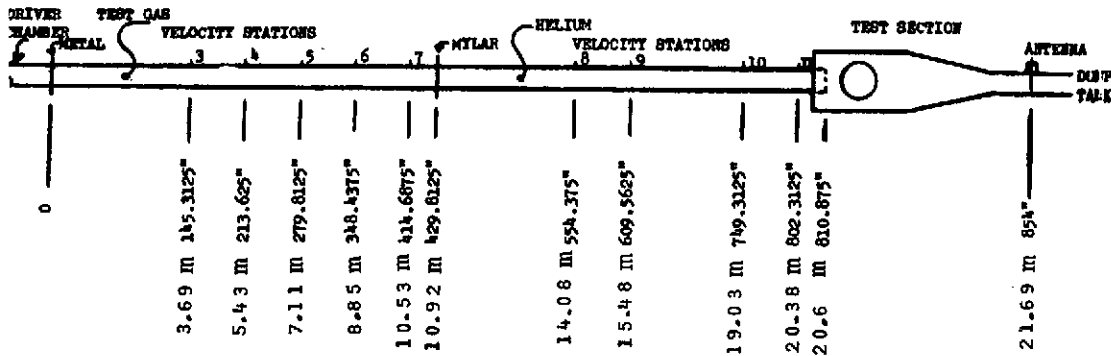 DRIVER
CHAMBER
METAL
TEST GAS
VELOCITY STATIONS
3
4
5
6
7
MYLAR
HELIUM
VELOCITY STATIONS
8
9
10
11
TEST SECTION
ANTENNA
DUMP
TANK
0
3.69 m 145.3125"
5.43 m 213.625"
7.11 m 279.8125"
8.85 m 348.4375"
10.53 m 414.6875"
10.92 m 429.8125"
14.08 m 554.375"
15.48 m 609.5625"
19.03 m 749.3125"
20.38 m 802.3125"
20.6 m 810.875"
21.69 m 854"